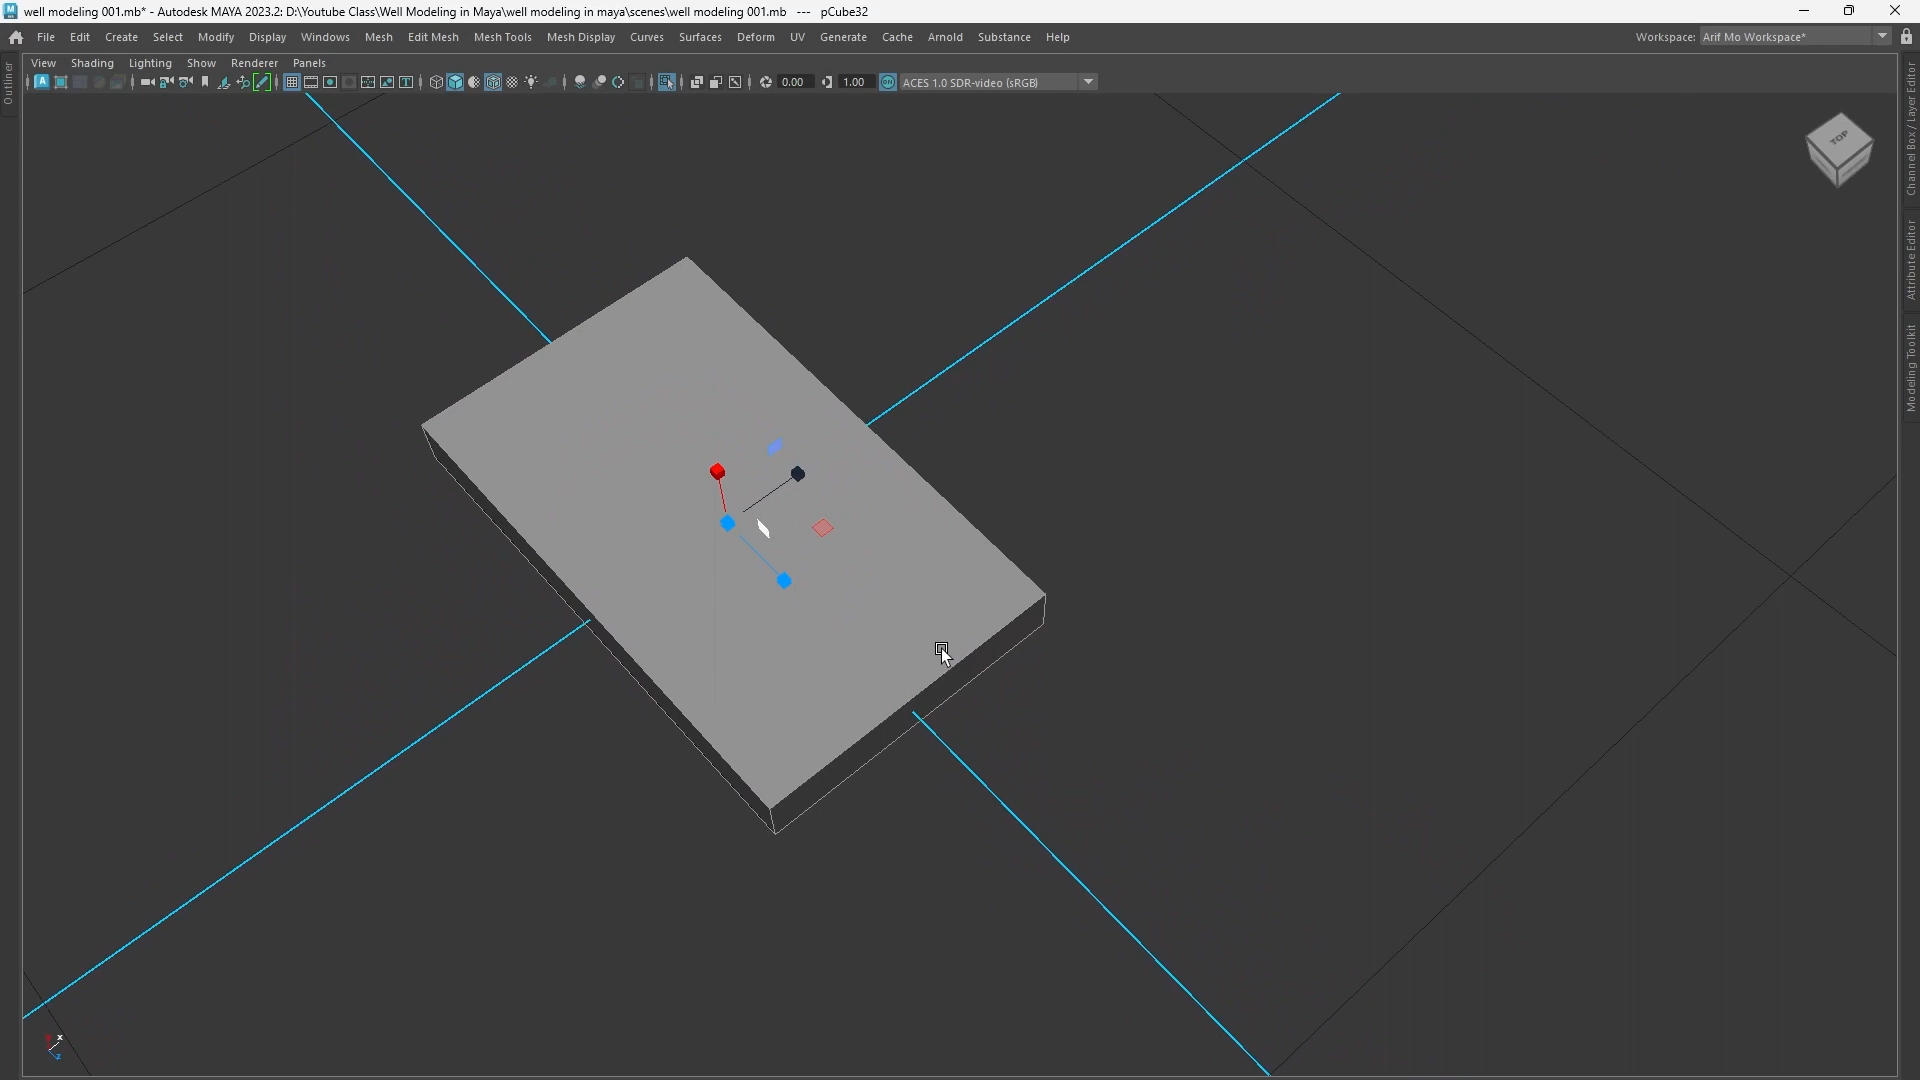 well modeling 001.mb* - Autodesk MAYA 2023.2: D:\Youtube Class\Well Modeling in Maya\well modeling in maya\scenes\well modeling 001.mb --- pCube32
File Edit Create Select Modify Display Windows Mesh Edit Mesh Mesh Tools Mesh Display Curves Surfaces Deform UV Generate Cache Arnold Substance Help Workspace: Arif Mo Workspace*
View Shading Lighting Show Renderer Panels
0.00 1.00 ON ACES 1.0 SDR-video (sRGB)
Outliner
TOP
Channel Box / Layer Editor
Attribute Editor
Modeling Toolkit
x
z